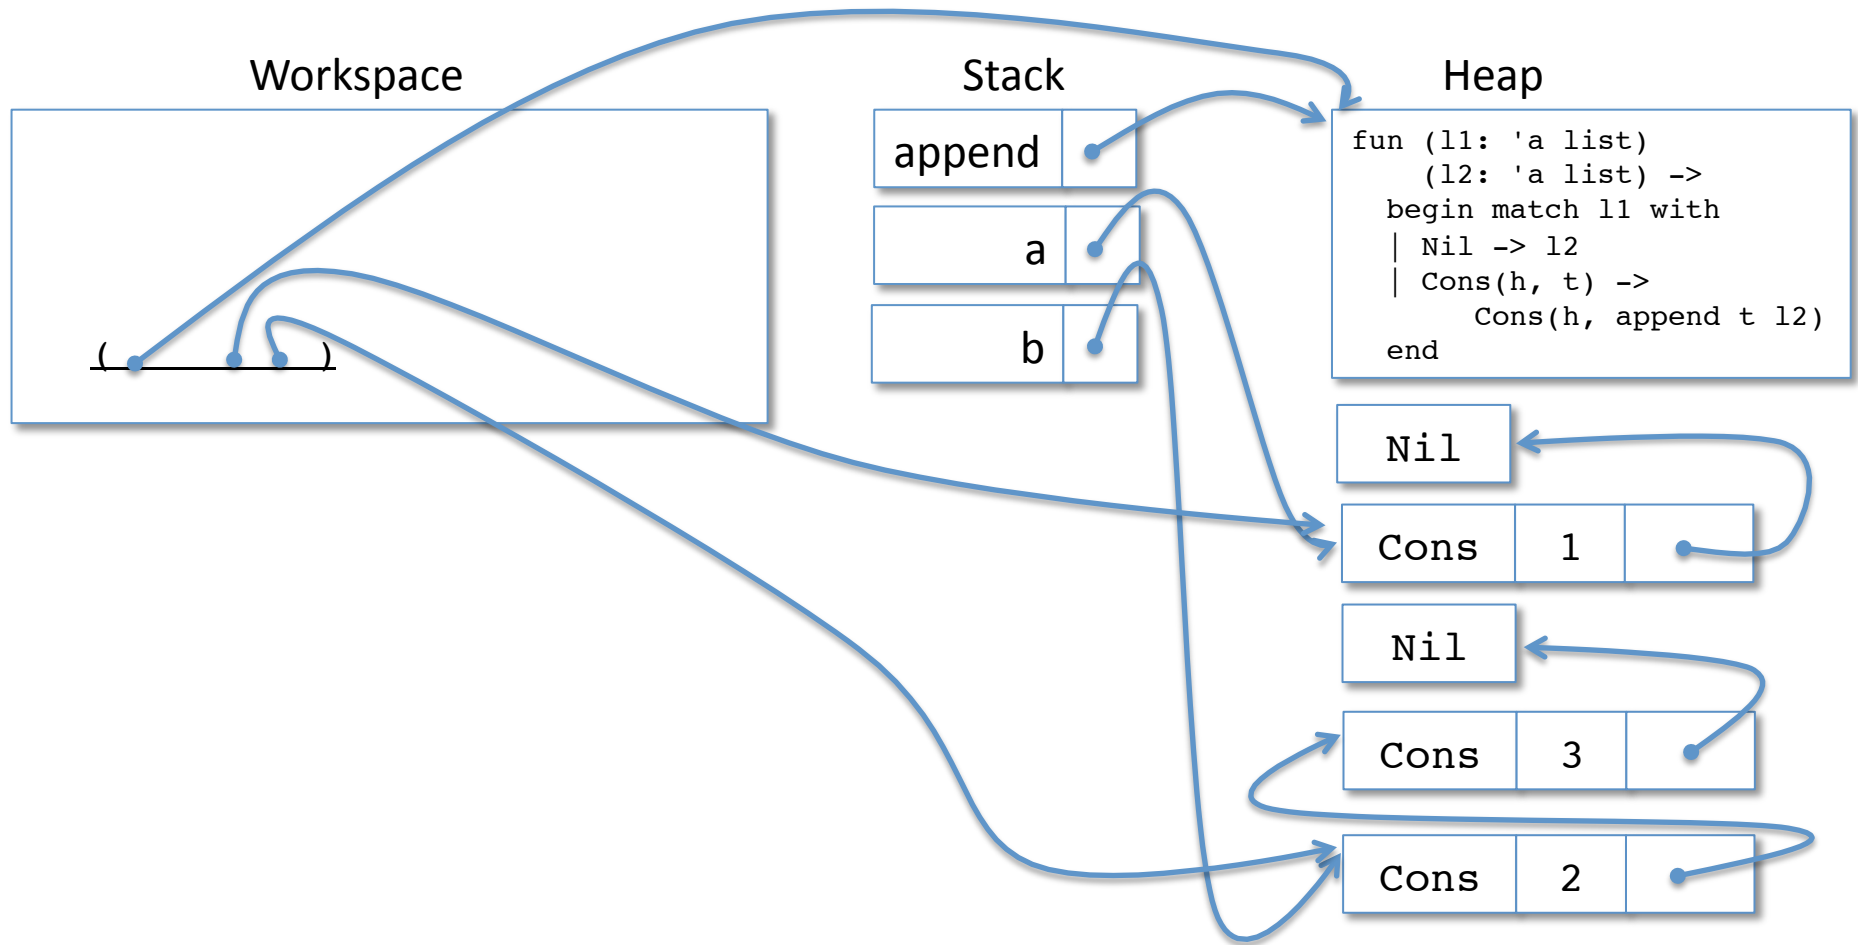 Workspace
Stack
Heap
( )
append
a
b
fun (l1: 'a list)
(l2: 'a list) ->
begin match l1 with
| Nil -> l2
| Cons(h, t) ->
Cons(h, append t l2)
end
Nil
Cons 1
Nil
Cons 3
Cons 2